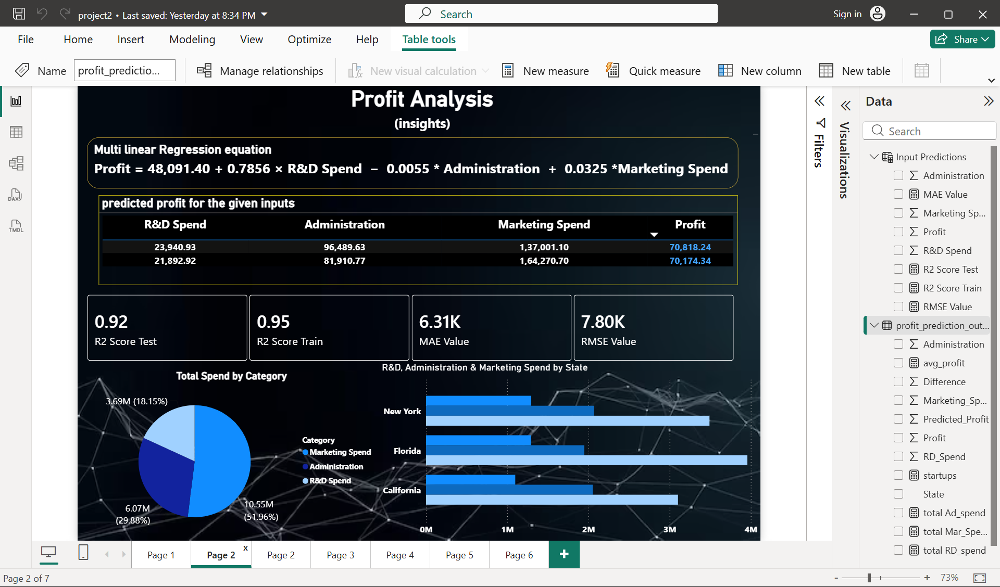 project2 • Last saved: Yesterday at 8:34 PM
Search
Sign in
File Home Insert Modeling View Optimize Help Table tools
Share
Name profit_predictio... Manage relationships New visual calculation New measure Quick measure New column New table
Profit Analysis
(insights)
Multi linear Regression equation
Profit = 48,091.40 + 0.7856 × R&D Spend − 0.0055 * Administration + 0.0325 *Marketing Spend
predicted profit for the given inputs
R&D Spend Administration Marketing Spend Profit
23,940.93 96,489.63 1,37,001.10 70,818.24
21,892.92 81,910.77 1,64,270.70 70,174.34
0.92
R2 Score Test
0.95
R2 Score Train
6.31K
MAE Value
7.80K
RMSE Value
Total Spend by Category
3.69M (18.15%)
6.07M
(29.88%)
10.55M
(51.96%)
Category
Marketing Spend
Administration
R&D Spend
R&D, Administration & Marketing Spend by State
New York
Florida
California
0M 1M 2M 3M 4M
Filters
Visualizations
Data
Search
Input Predictions
Administration
MAE Value
Marketing Sp...
Profit
R&D Spend
R2 Score Test
R2 Score Train
RMSE Value
profit_prediction_out...
Administration
avg_profit
Difference
Marketing_Sp...
Predicted_Profit
Profit
RD_Spend
startups
State
total Ad_spend
total Mar_Spe...
total RD_spend
DAX
TMDL
Page 1 Page 2 x Page 2 Page 3 Page 4 Page 5 Page 6 +
Page 2 of 7
- + 73%